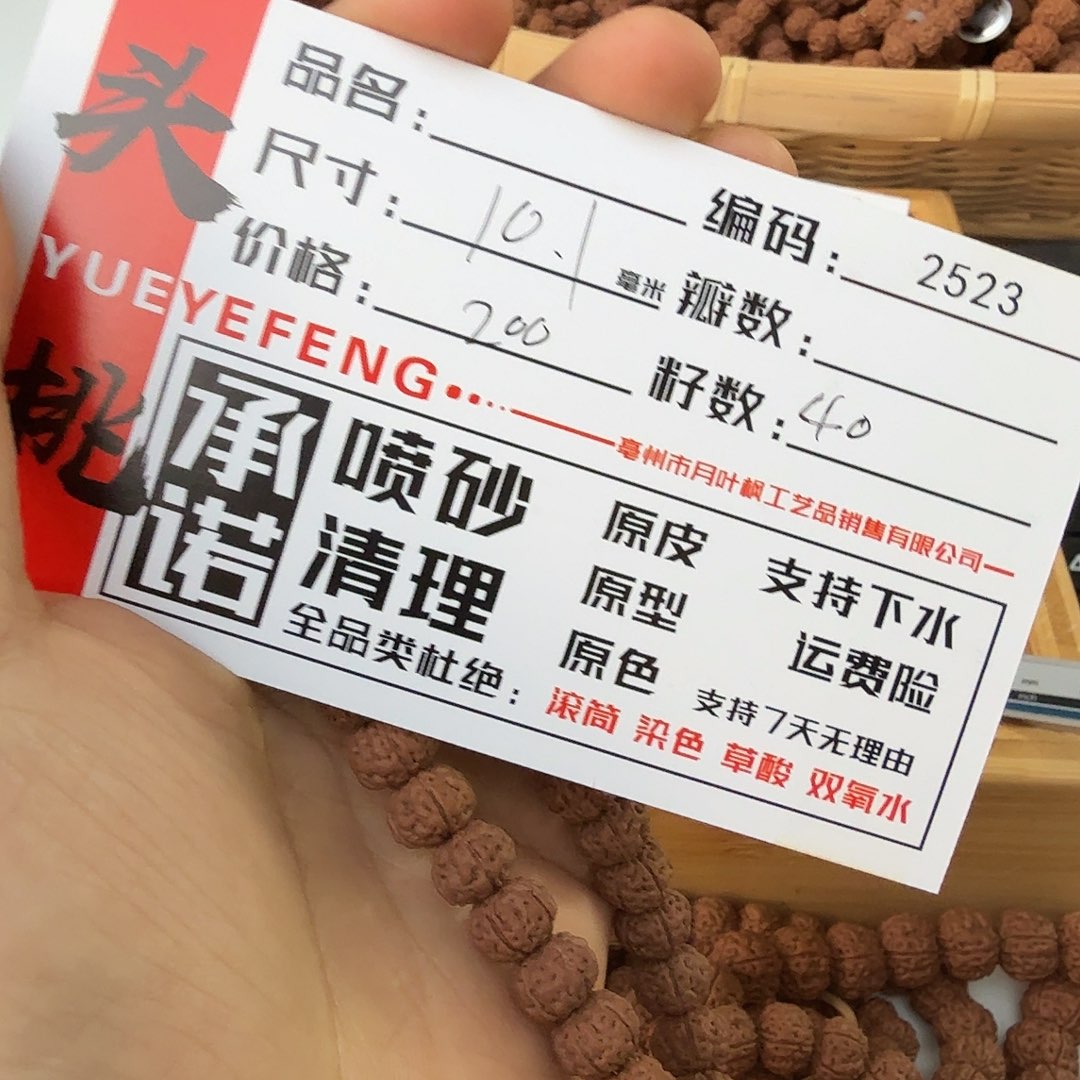 头挑
品名：
编码：2523
尺寸：10.1毫米
瓣数：
价格：200
籽数：40
YUEYEFENG
亳州市月叶枫工艺品销售有限公司
承诺
喷砂
清理
原皮
原型
原色
支持下水
运费险
支持7天无理由
全品类杜绝：滚筒 染色 草酸 双氧水